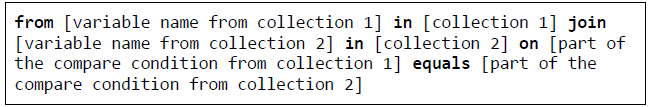 from [variable name from collection 1] in [collection 1] join
[variable name from collection 2] in [collection 2] on [part of
the compare condition from collection 1] equals [part of the
compare condition from collection 2]